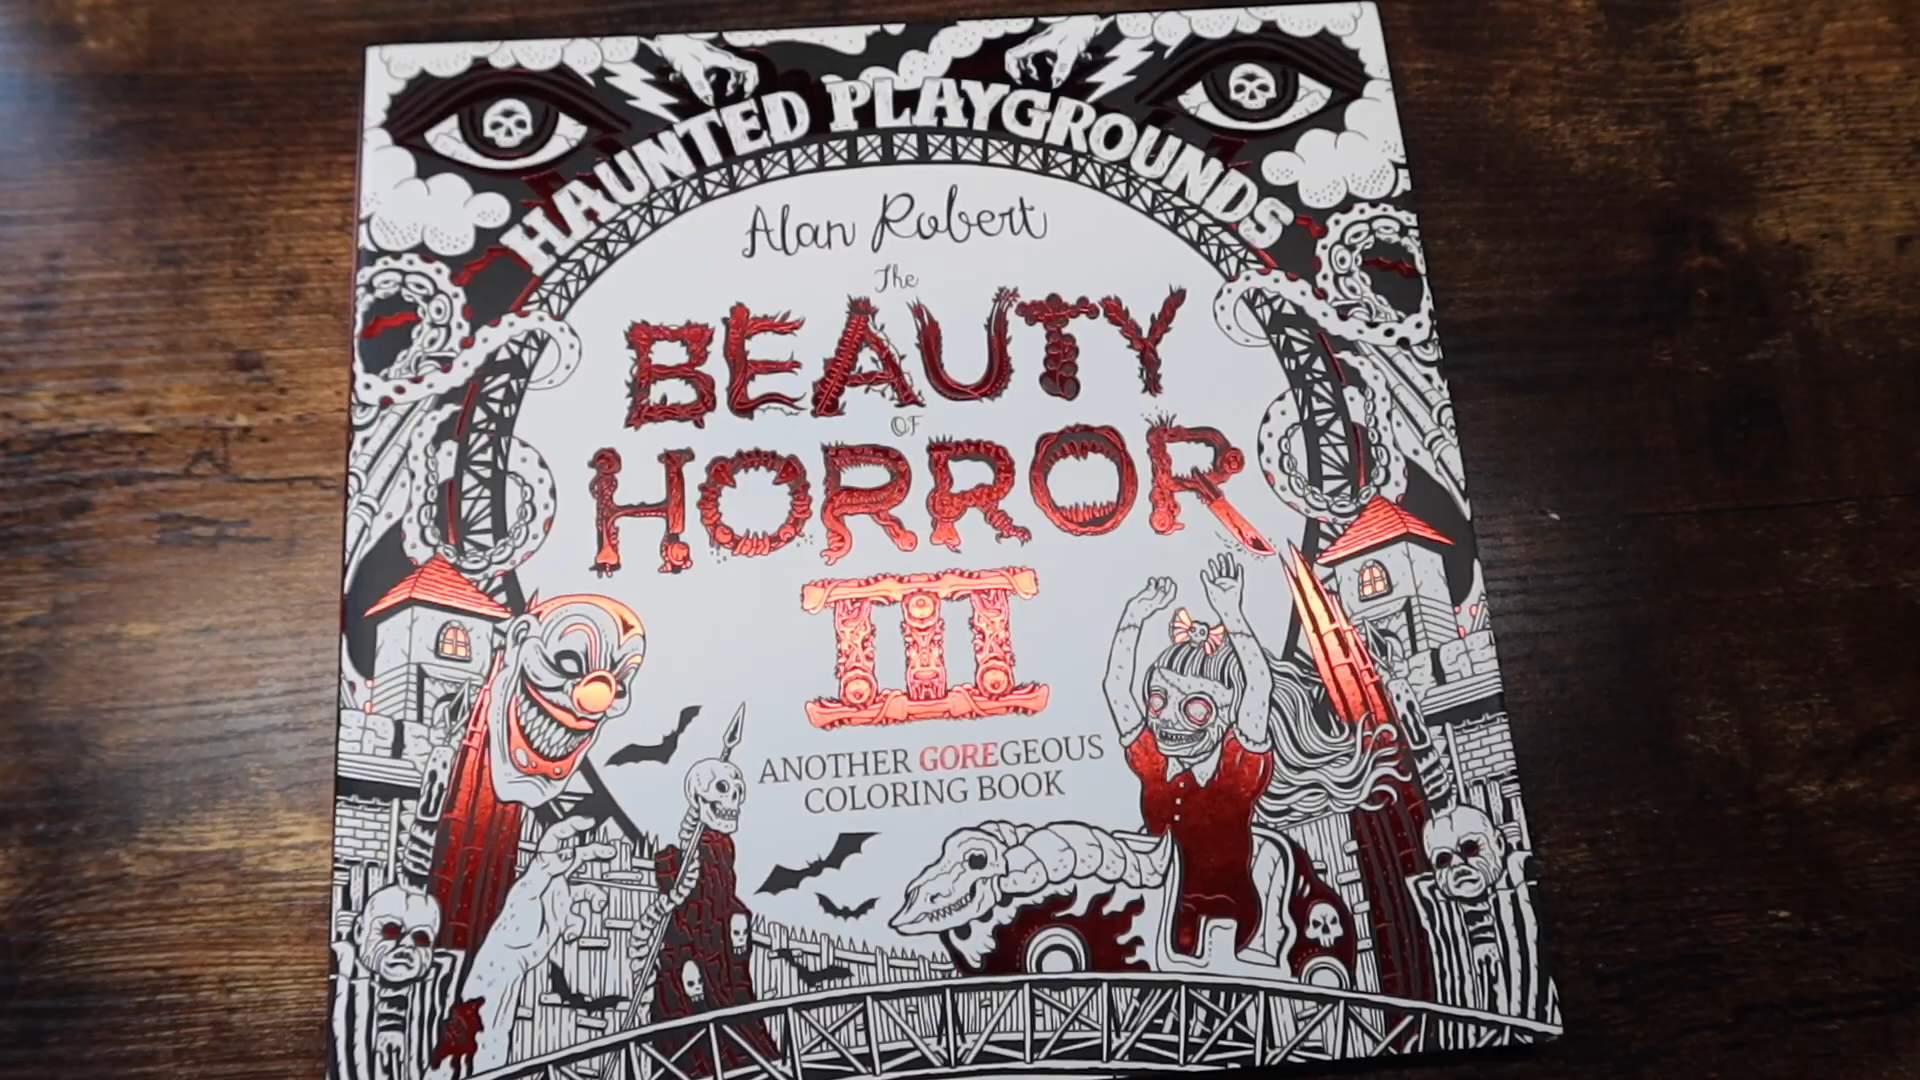 HAUNTED PLAYGROUNDS
Alan Robert
The
BEAUTY
OF
HORROR
III
ANOTHER GOREGEOUS
COLORING BOOK